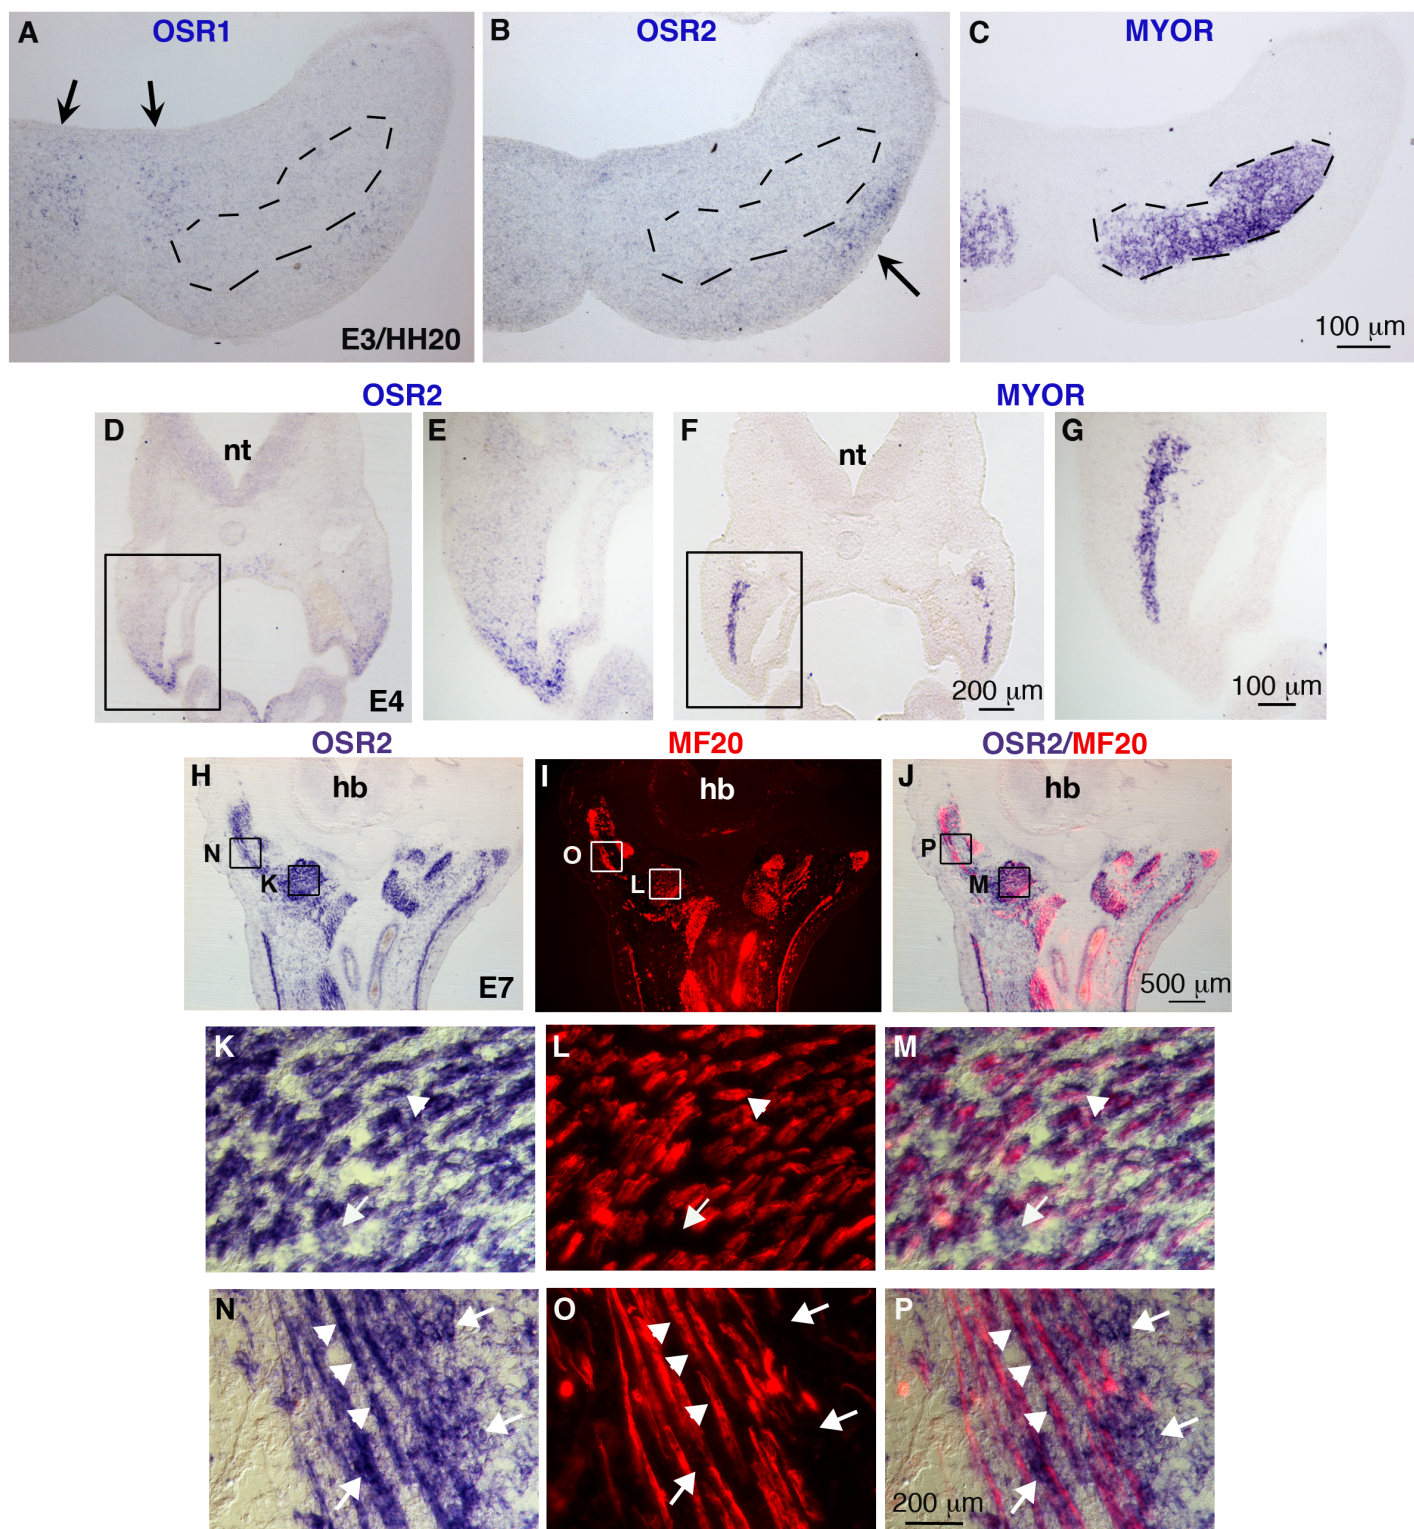 A OSR1 B OSR2 C MYOR
E3/HH20 100 µm
OSR2 MYOR
D nt E F nt G
E4 200 µm 100 µm
OSR2 MF20 OSR2/MF20
H hb I hb J hb
N O P
K L M
E7 500 µm
K L M
N O P
200 µm